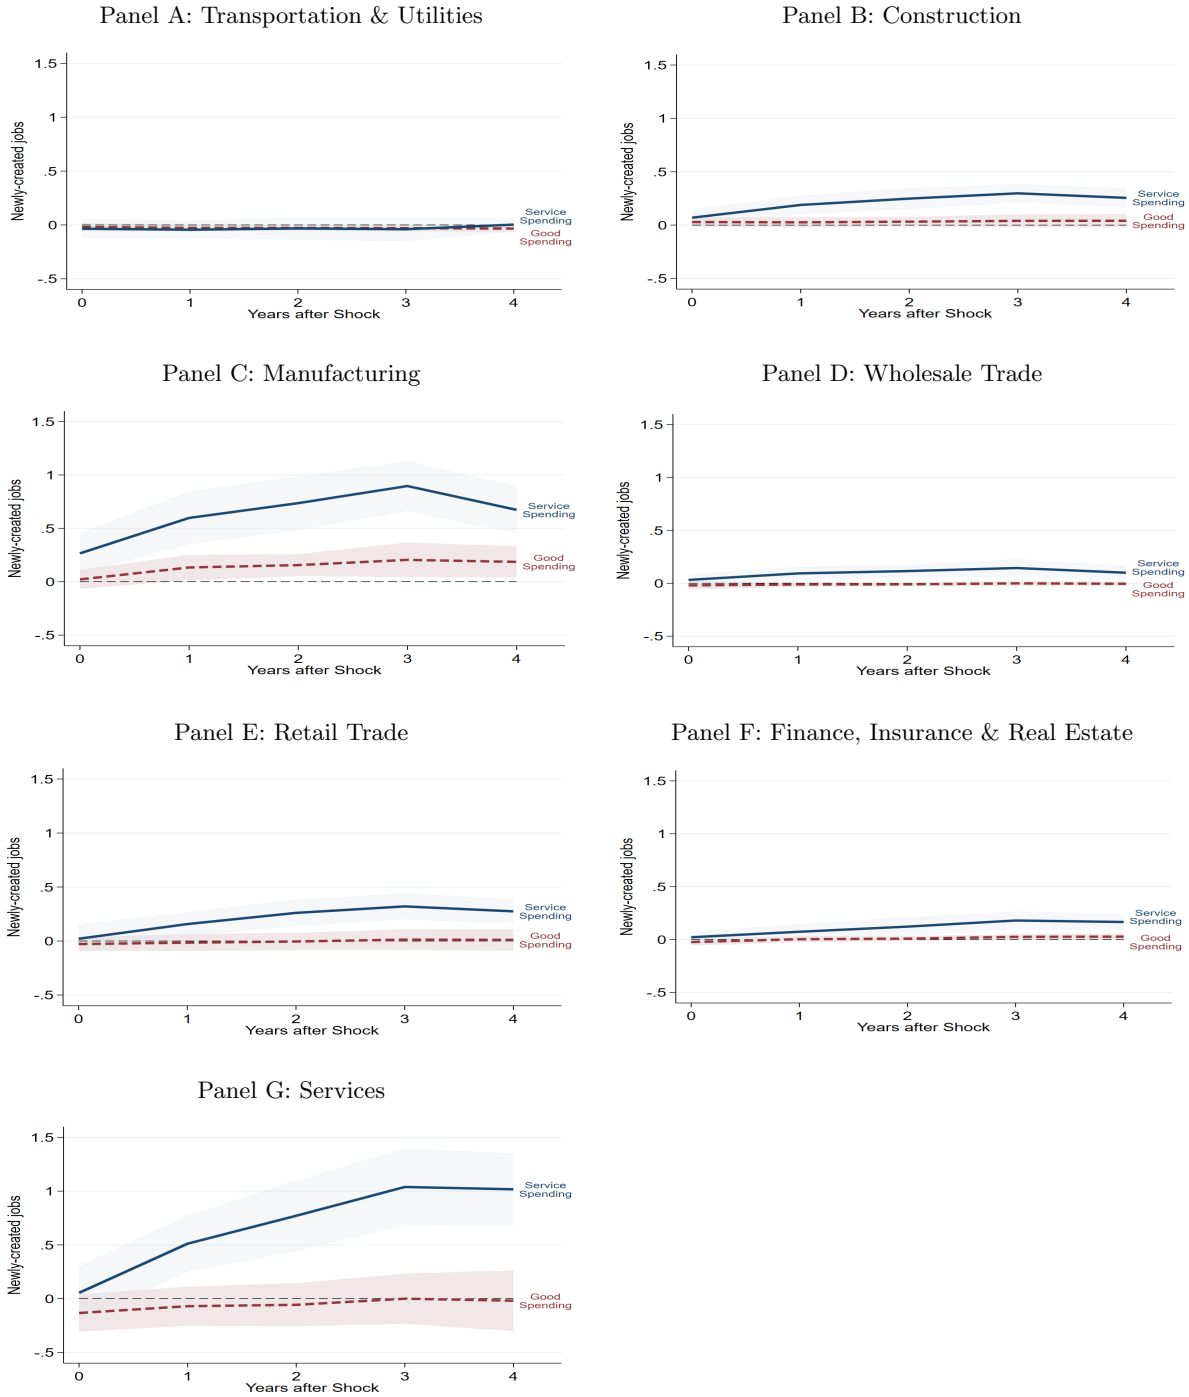 Panel A: Transportation & Utilities
Newly-created jobs
1.5
1
.5
0
-.5
Service
Spending
Good
Spending
0 1 2 3 4
Years after Shock
Panel B: Construction
Newly-created jobs
1.5
1
.5
0
-.5
Service
Spending
Good
Spending
0 1 2 3 4
Years after Shock
Panel C: Manufacturing
Newly-created jobs
1.5
1
.5
0
-.5
Service
Spending
Good
Spending
0 1 2 3 4
Years after Shock
Panel D: Wholesale Trade
Newly-created jobs
1.5
1
.5
0
-.5
Service
Spending
Good
Spending
0 1 2 3 4
Years after Shock
Panel E: Retail Trade
Newly-created jobs
1.5
1
.5
0
-.5
Service
Spending
Good
Spending
0 1 2 3 4
Years after Shock
Panel F: Finance, Insurance & Real Estate
Newly-created jobs
1.5
1
.5
0
-.5
Service
Spending
Good
Spending
0 1 2 3 4
Years after Shock
Panel G: Services
Newly-created jobs
1.5
1
.5
0
-.5
Service
Spending
Good
Spending
0 1 2 3 4
Years after Shock